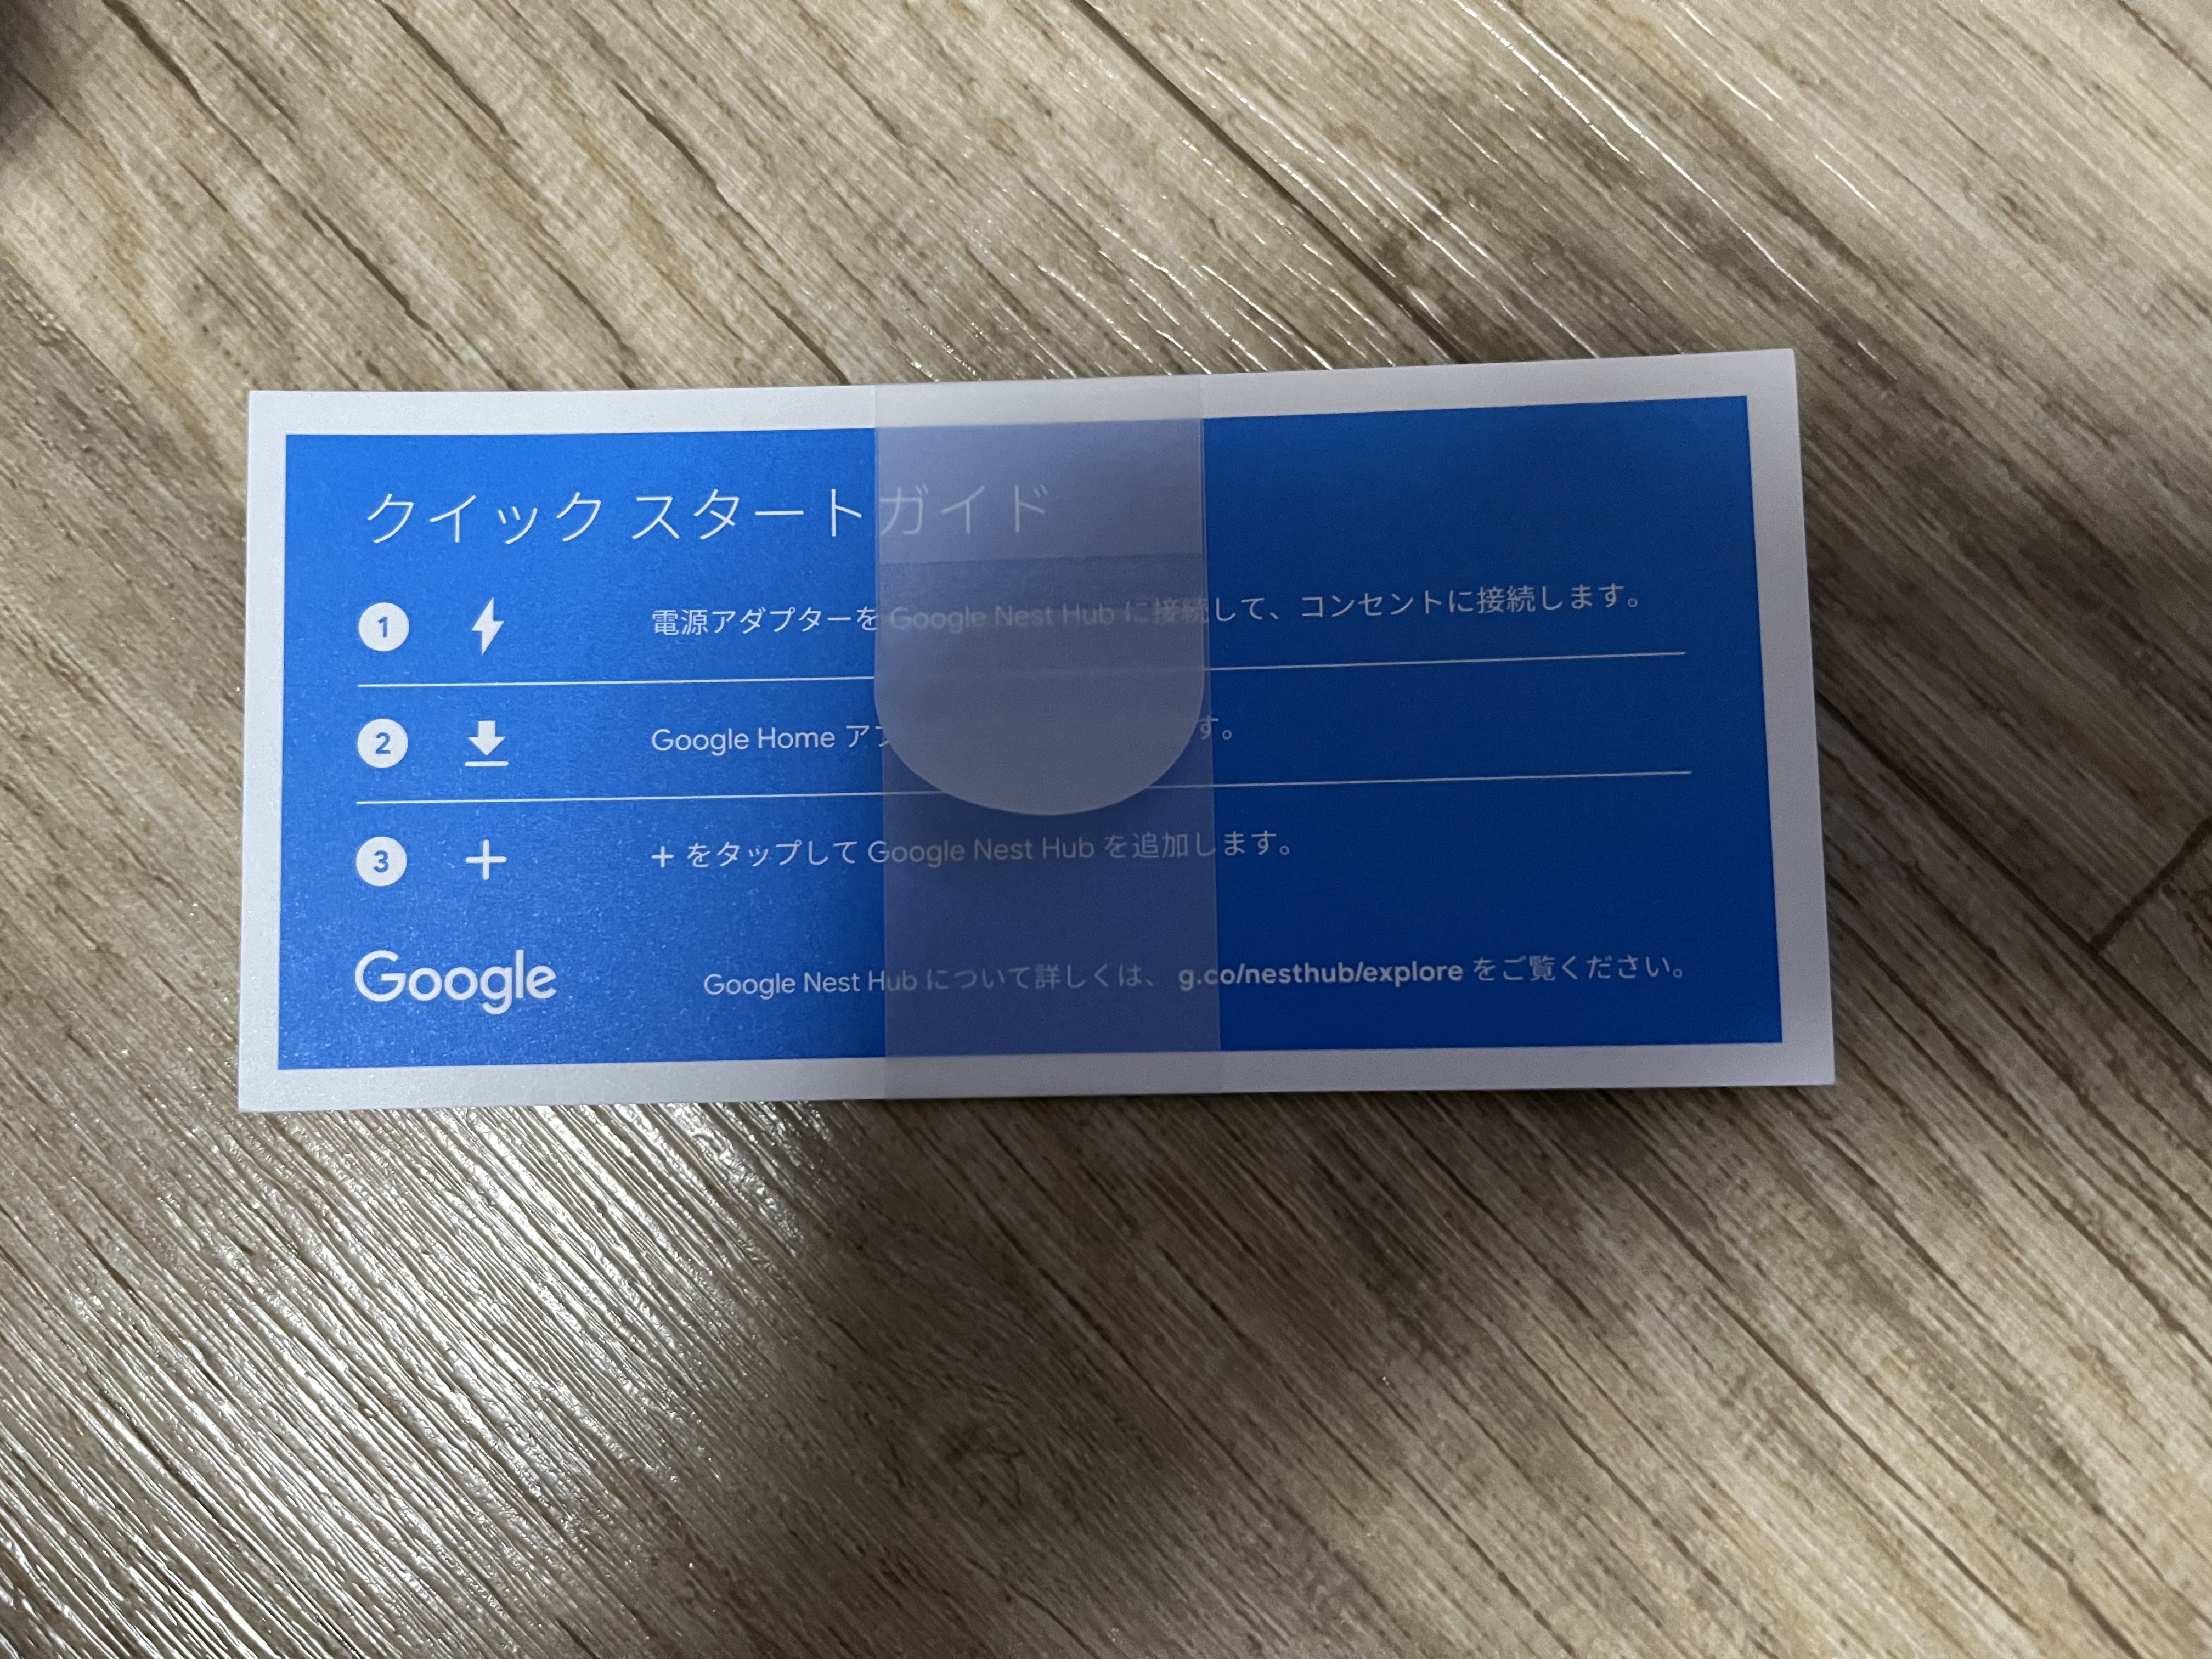 クイック スタートガイド
1 電源アダプターを Google Nest Hub に接続して、コンセントに接続します。
2 Google Home す。
3 + をタップして Google Nest Hub を追加します。
Google
Google Nest Hub について詳しくは、 g.co/nesthub/explore をご覧ください。